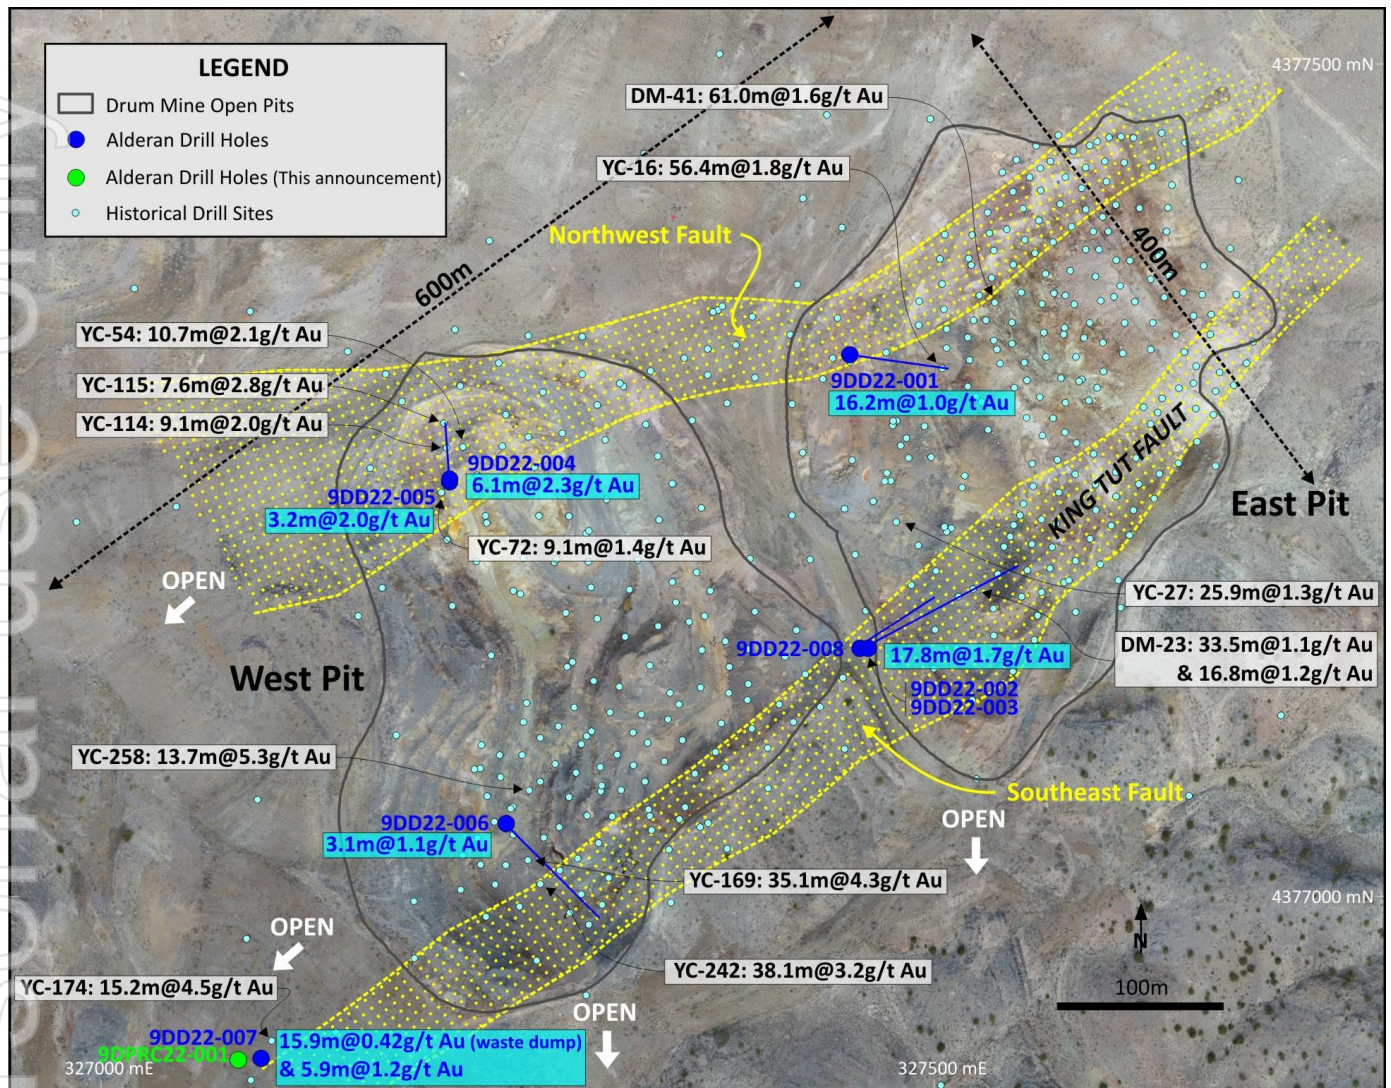 LEGEND
Drum Mine Open Pits
Alderan Drill Holes
Alderan Drill Holes (This announcement)
Historical Drill Sites
4377500 mN
DM-41: 61.0m@1.6g/t Au
YC-16: 56.4m@1.8g/t Au
Northwest Fault
400m
600m
YC-54: 10.7m@2.1g/t Au
YC-115: 7.6m@2.8g/t Au
YC-114: 9.1m@2.0g/t Au
9DD22-001
16.2m@1.0g/t Au
9DD22-004
6.1m@2.3g/t Au
9DD22-005
3.2m@2.0g/t Au
YC-72: 9.1m@1.4g/t Au
KING TUT FAULT
East Pit
OPEN
YC-27: 25.9m@1.3g/t Au
DM-23: 33.5m@1.1g/t Au
& 16.8m@1.2g/t Au
9DD22-008
17.8m@1.7g/t Au
9DD22-002
9DD22-003
West Pit
YC-258: 13.7m@5.3g/t Au
Southeast Fault
OPEN
9DD22-006
3.1m@1.1g/t Au
YC-169: 35.1m@4.3g/t Au
4377000 mN
OPEN
N
YC-242: 38.1m@3.2g/t Au
YC-174: 15.2m@4.5g/t Au
100m
OPEN
9DD22-007
9DPRC22-001
15.9m@0.42g/t Au (waste dump)
& 5.9m@1.2g/t Au
327000 mE
327500 mE